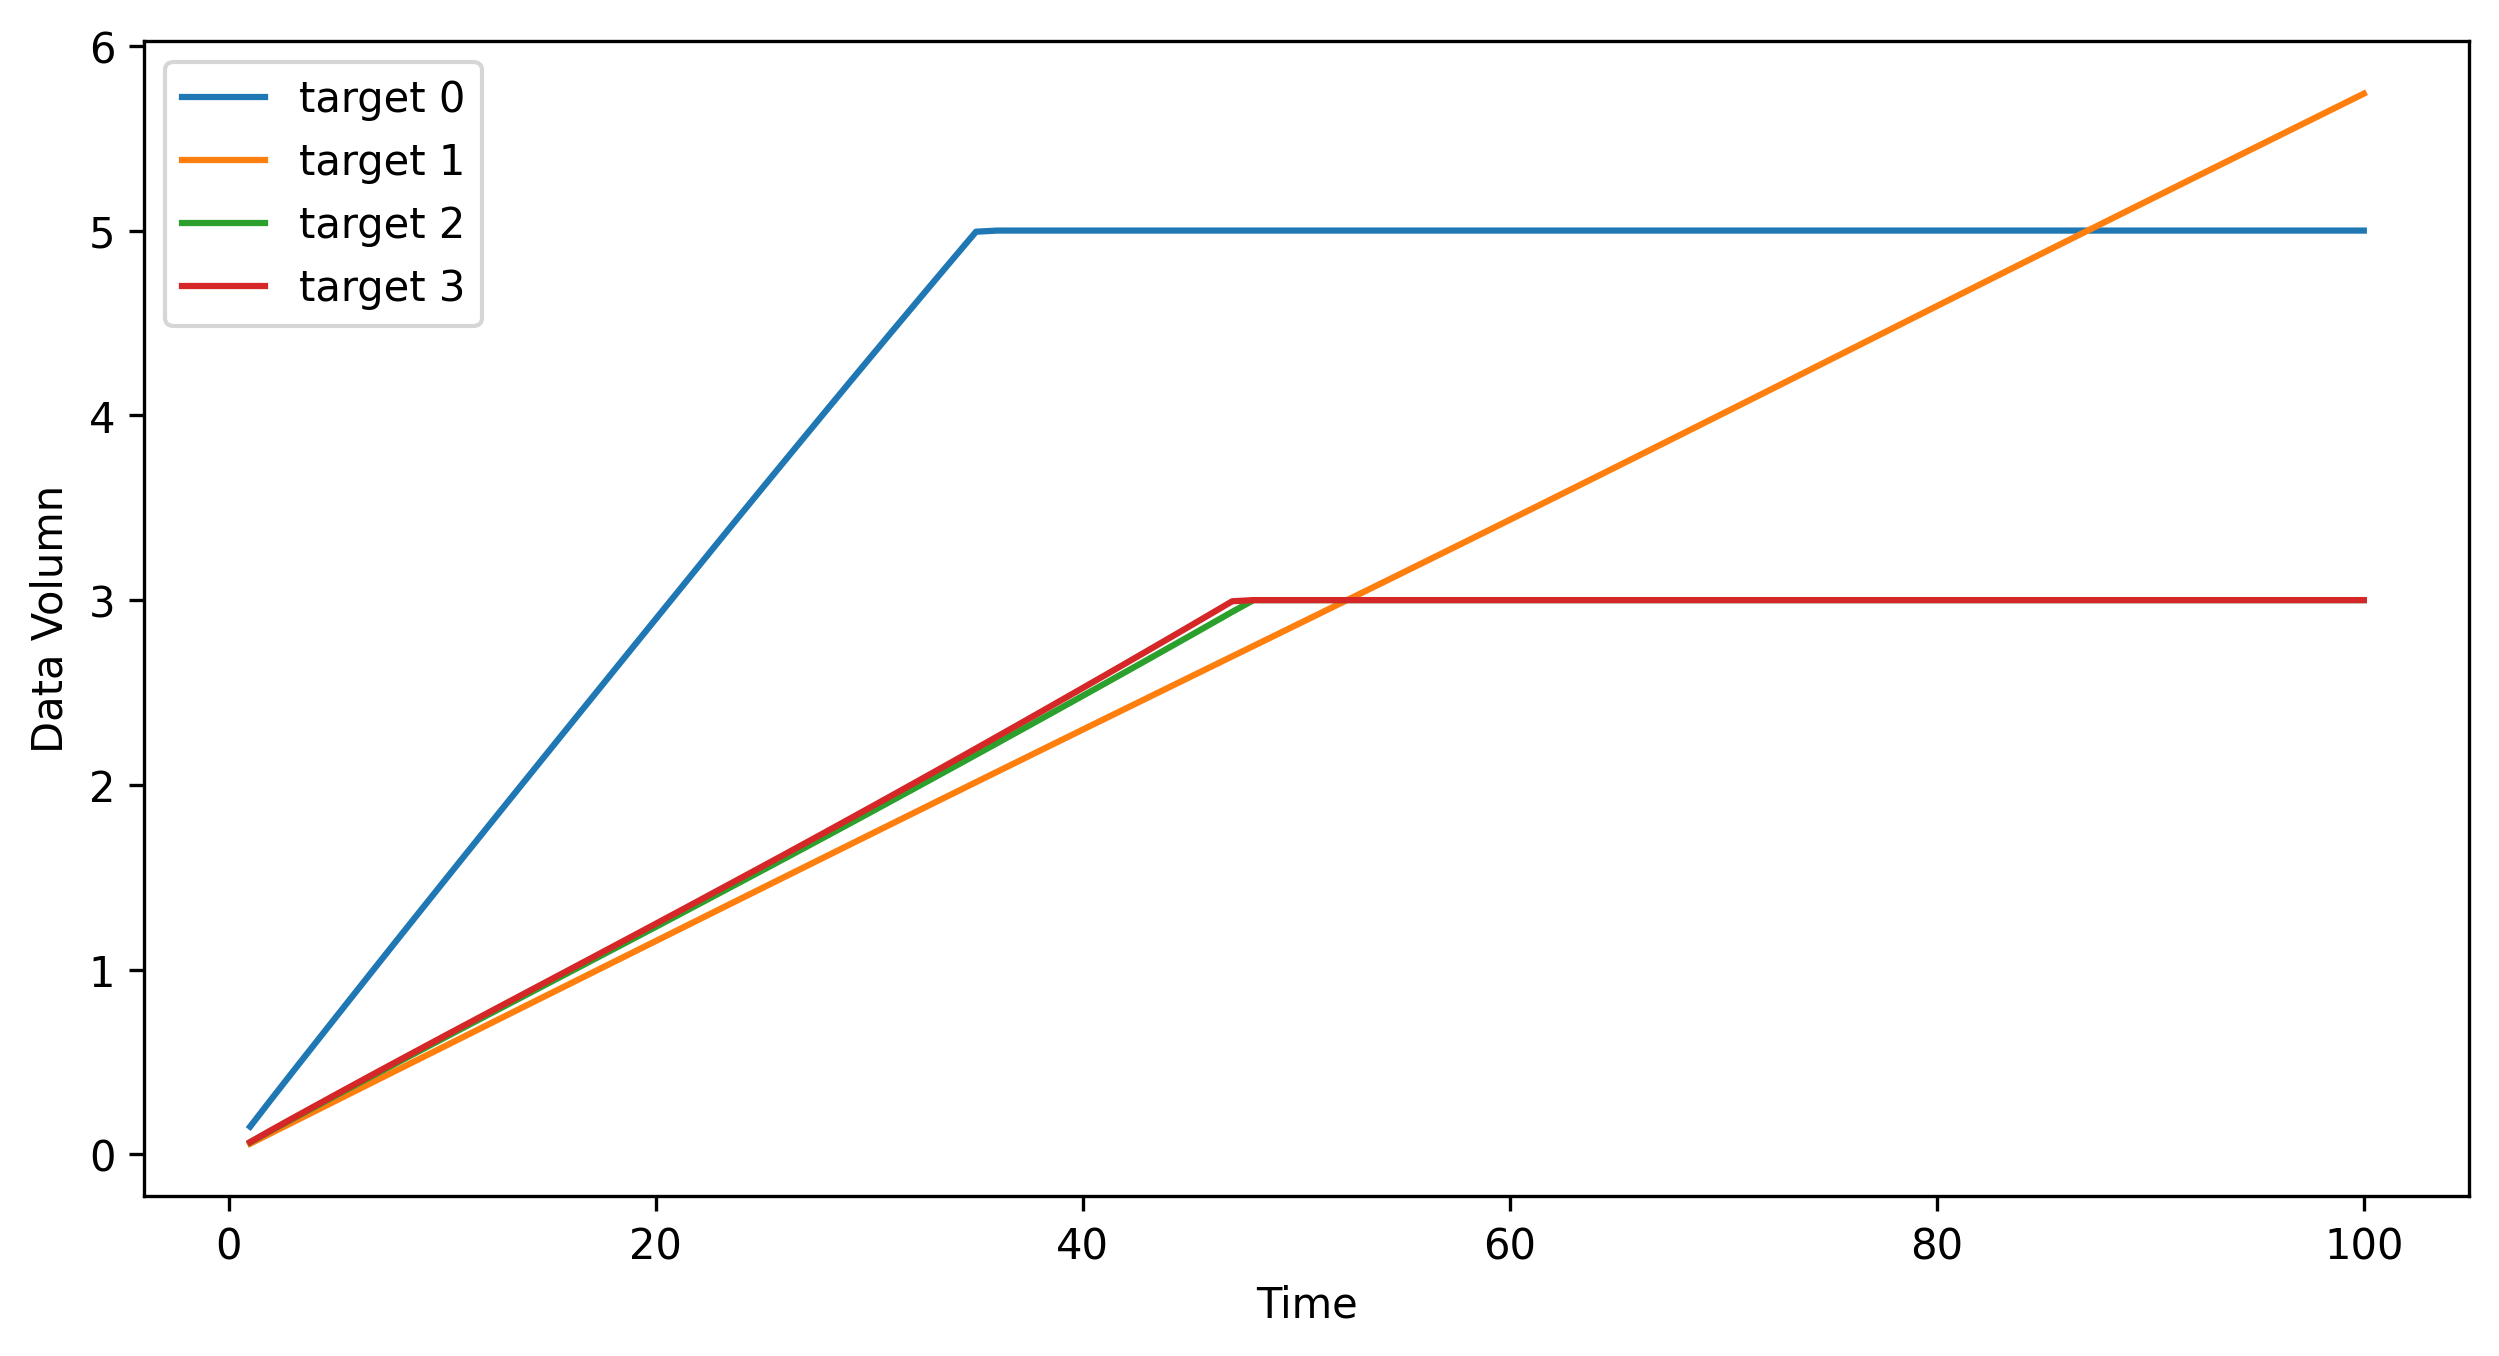 target 0
target 1
target 2
target 3
6
5
4
3
2
1
0
Data Volumn
0 20 40 60 80 100
Time